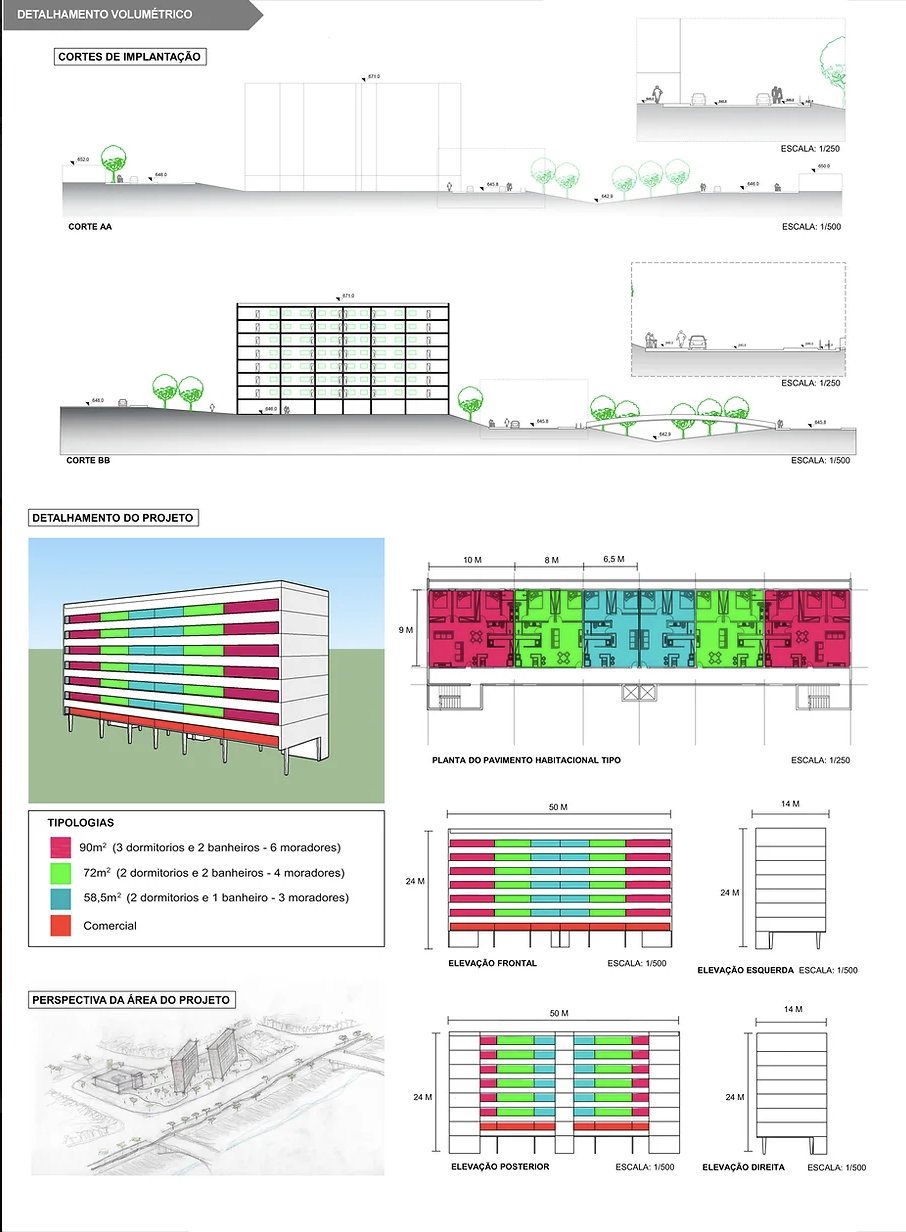 DETALHAMENTO VOLUMÉTRICO
CORTES DE IMPLANTAÇÃO
671.0
652.0
648.0
645.8
642.9
646.0
650.0
ESCALA: 1/250
CORTE AA
ESCALA: 1/500
671.0
648.0
646.0
645.8
642.9
645.8
ESCALA: 1/250
CORTE BB
ESCALA: 1/500
DETALHAMENTO DO PROJETO
10 M
8 M
6,5 M
9 M
PLANTA DO PAVIMENTO HABITACIONAL TIPO
ESCALA: 1/250
TIPOLOGIAS
90m² (3 dormitorios e 2 banheiros - 6 moradores)
72m² (2 dormitorios e 2 banheiros - 4 moradores)
58,5m² (2 dormitorios e 1 banheiro - 3 moradores)
Comercial
50 M
14 M
24 M
24 M
ELEVAÇÃO FRONTAL
ESCALA: 1/500
ELEVAÇÃO ESQUERDA ESCALA: 1/500
PERSPECTIVA DA ÁREA DO PROJETO
50 M
14 M
24 M
24 M
ELEVAÇÃO POSTERIOR
ESCALA: 1/500
ELEVAÇÃO DIREITA
ESCALA: 1/500